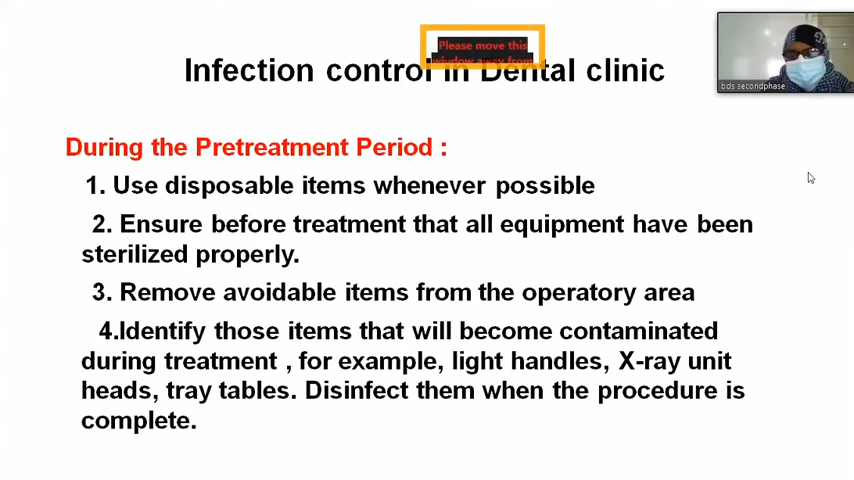 Please move this
window away from
Infection control in Dental clinic
bds secondphase
During the Pretreatment Period :
1. Use disposable items whenever possible
2. Ensure before treatment that all equipment have been
sterilized properly.
3. Remove avoidable items from the operatory area
4.Identify those items that will become contaminated
during treatment , for example, light handles, X-ray unit
heads, tray tables. Disinfect them when the procedure is
complete.